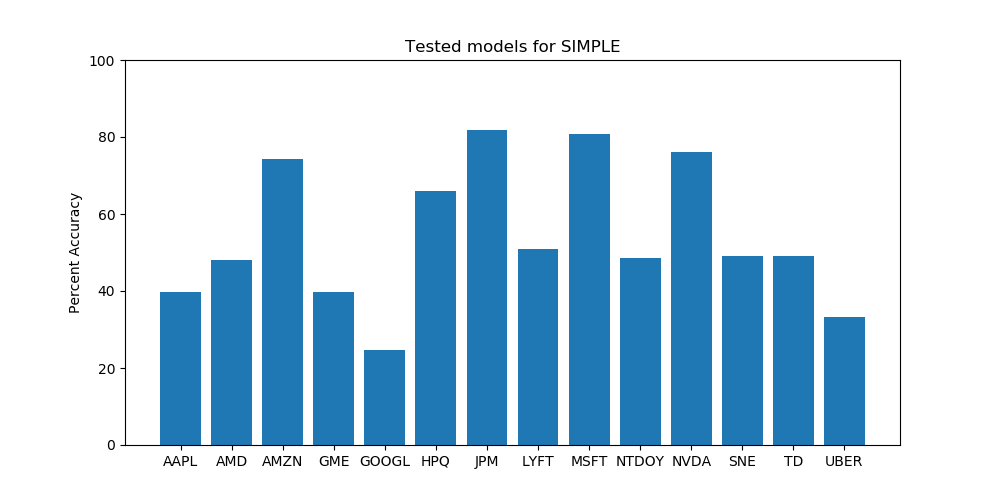 Tested models for SIMPLE
Percent Accuracy
100
80
60
40
20
0
AAPL AMD AMZN GME GOOGL HPQ JPM LYFT MSFT NTDOY NVDA SNE TD UBER